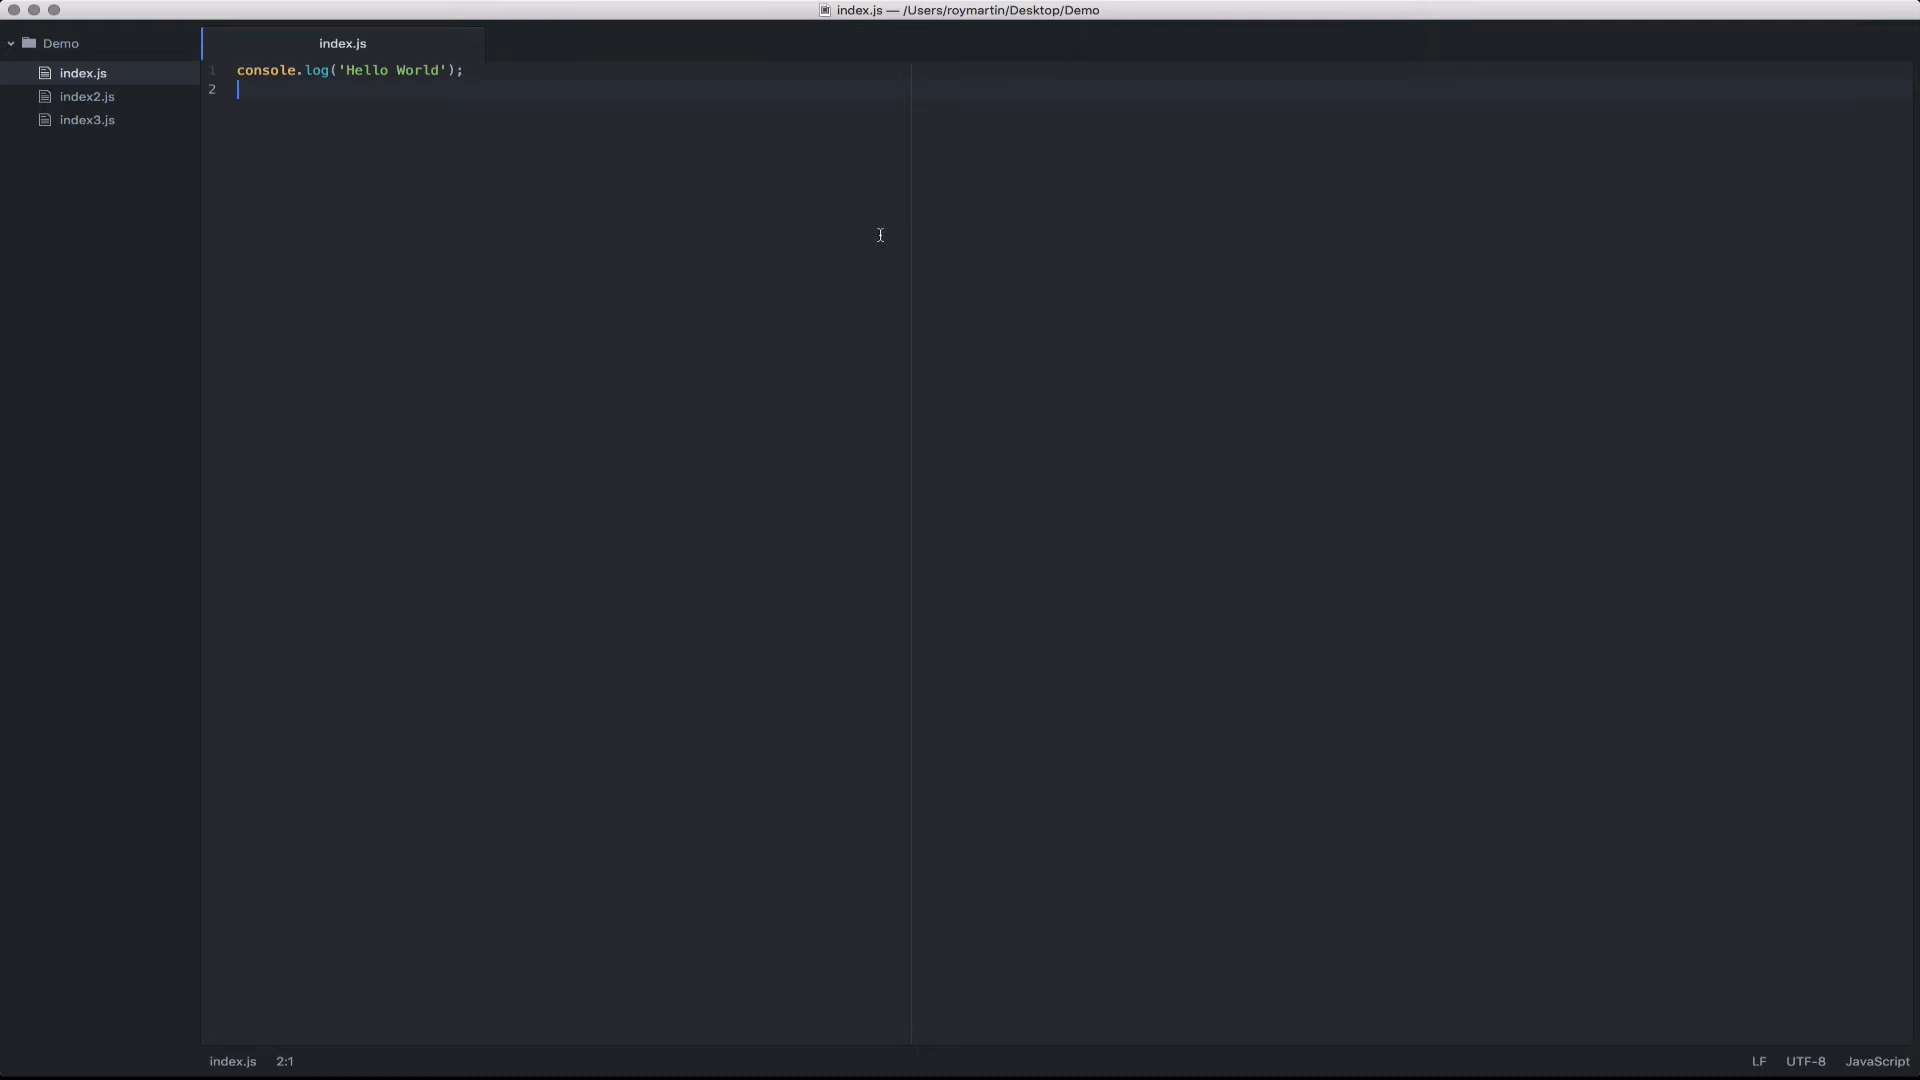 index.js — /Users/roymartin/Desktop/Demo
Demo
index.js
index2.js
index3.js
index.js
1 console.log('Hello World');
2
index.js 2:1
LF UTF-8 JavaScript